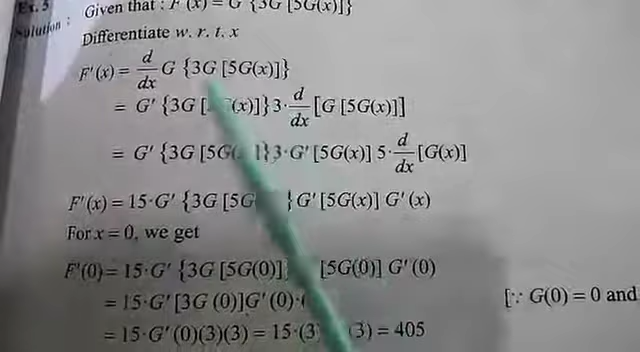 Ex. 5 Given that : F (x) = G {3G [5G(x)]}
Solution : Differentiate w. r. t. x
F'(x) = d/dx G {3G [5G(x)]}
= G' {3G [ (x)]}3· d/dx [G [5G(x)]]
≡ G' {3G [5G( ]}3·G' [5G(x)] 5· d/dx [G(x)]
F'(x) = 15·G' {3G [5G }G' [5G(x)] G'(x)
For x = 0, we get
F'(0) = 15·G' {3G [5G(0)] [5G(0)] G'(0)
= 15·G'[3G (0)]G'(0)· [∵ G(0) = 0 and
= 15·G'(0)(3)(3) = 15·(3) (3) = 405